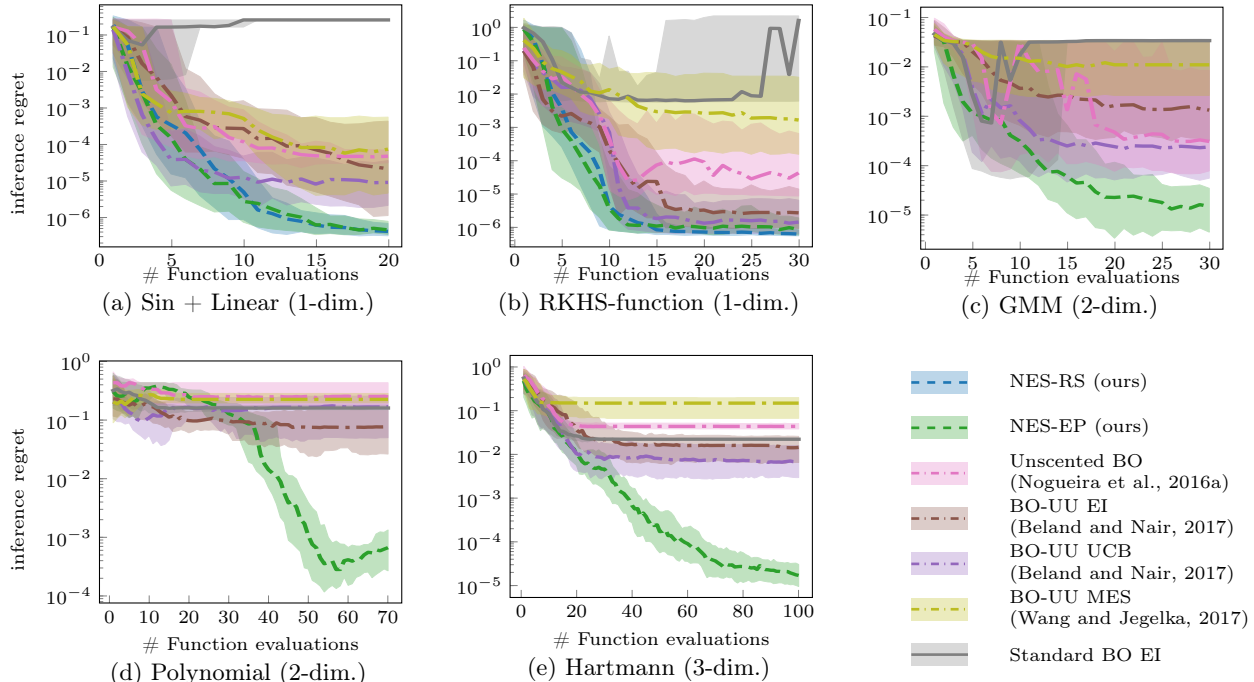 10⁻¹
10⁻²
10⁻³
10⁻⁴
10⁻⁵
10⁻⁶
inference regret
0 5 10 15 20
# Function evaluations
(a) Sin + Linear (1-dim.)
10⁰
10⁻¹
10⁻²
10⁻³
10⁻⁴
10⁻⁵
10⁻⁶
0 5 10 15 20 25 30
# Function evaluations
(b) RKHS-function (1-dim.)
10⁻¹
10⁻²
10⁻³
10⁻⁴
10⁻⁵
0 5 10 15 20 25 30
# Function evaluations
(c) GMM (2-dim.)
10⁰
10⁻¹
10⁻²
10⁻³
10⁻⁴
inference regret
0 10 20 30 40 50 60 70
# Function evaluations
(d) Polynomial (2-dim.)
10⁰
10⁻¹
10⁻²
10⁻³
10⁻⁴
10⁻⁵
0 20 40 60 80 100
# Function evaluations
(e) Hartmann (3-dim.)
NES-RS (ours)
NES-EP (ours)
Unscented BO
(Nogueira et al., 2016a)
BO-UU EI
(Beland and Nair, 2017)
BO-UU UCB
(Beland and Nair, 2017)
BO-UU MES
(Wang and Jegelka, 2017)
Standard BO EI